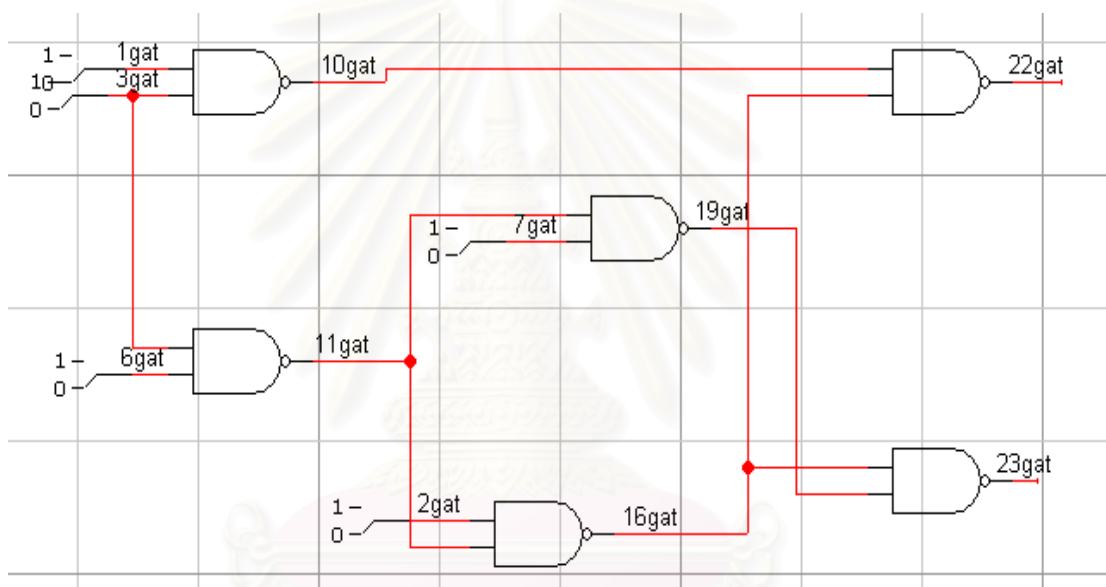 1 1gat
10 3gat
0
10gat
22gat
1 7gat
0
19gat
1 6gat
0
11gat
1 2gat
0
16gat
23gat